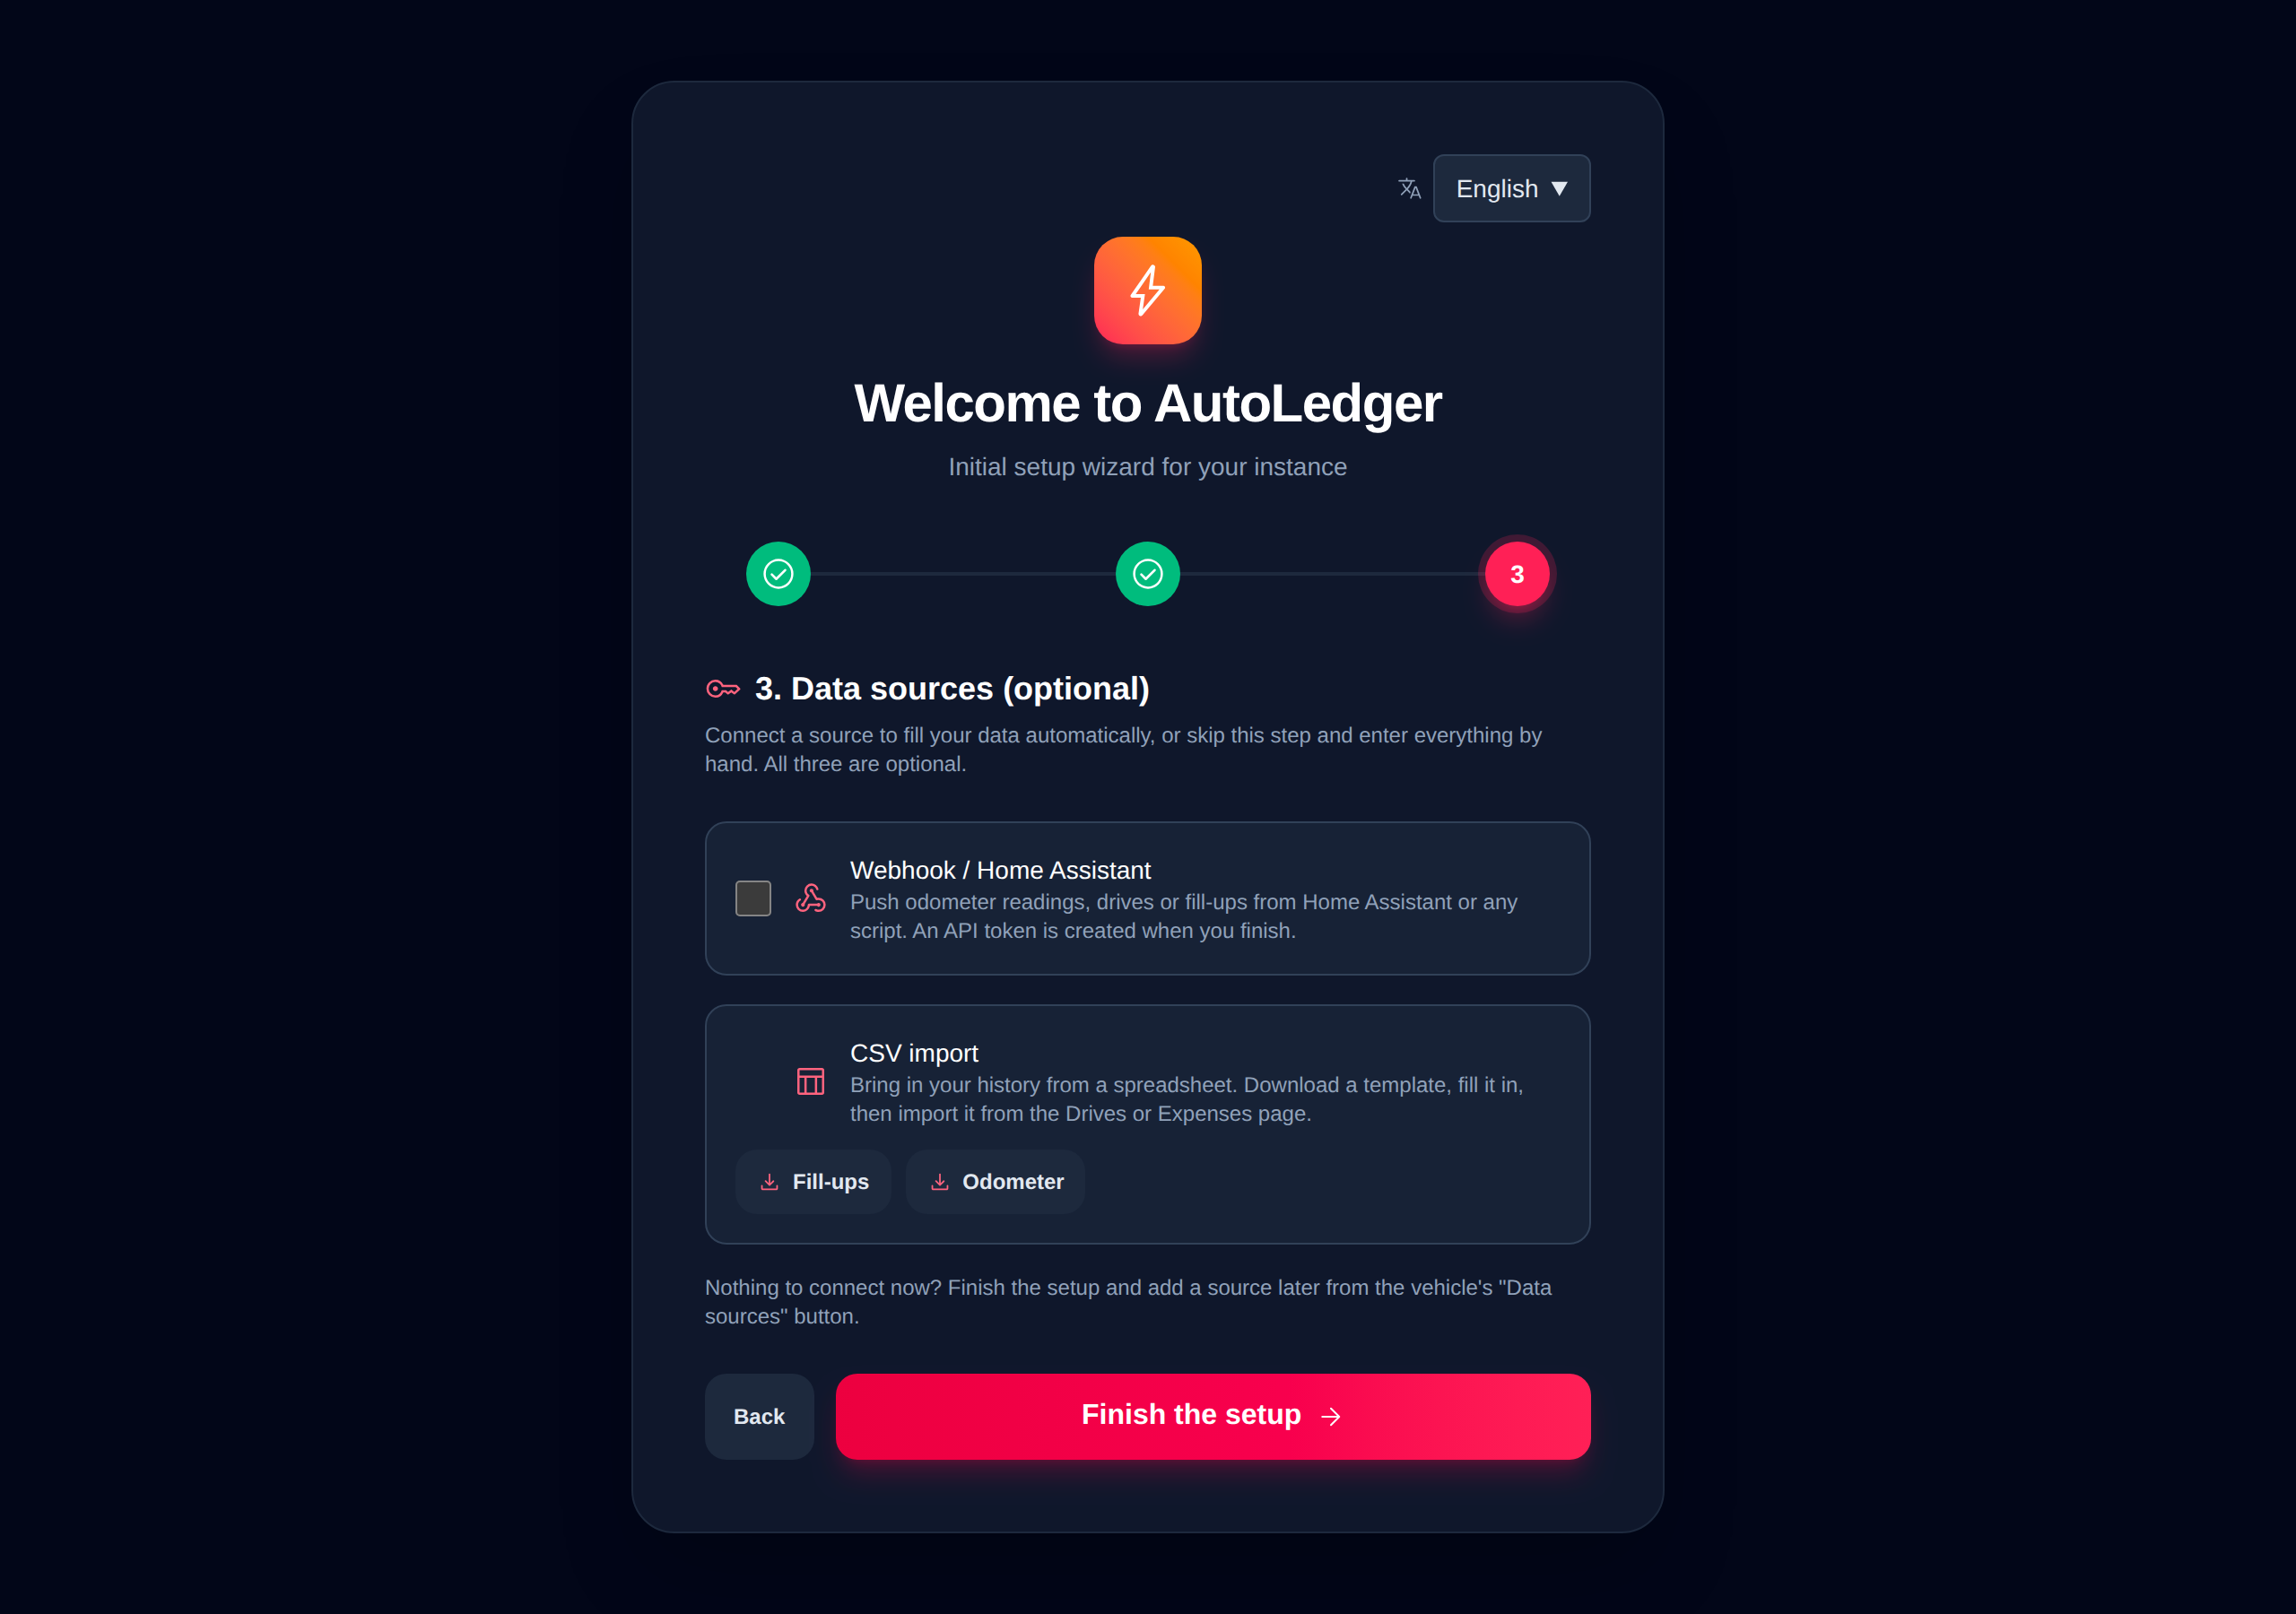 English
Welcome to AutoLedger
Initial setup wizard for your instance
3
3. Data sources (optional)
Connect a source to fill your data automatically, or skip this step and enter everything by
hand. All three are optional.
Webhook / Home Assistant
Push odometer readings, drives or fill-ups from Home Assistant or any
script. An API token is created when you finish.
CSV import
Bring in your history from a spreadsheet. Download a template, fill it in,
then import it from the Drives or Expenses page.
Fill-ups Odometer
Nothing to connect now? Finish the setup and add a source later from the vehicle's "Data
sources" button.
Back Finish the setup